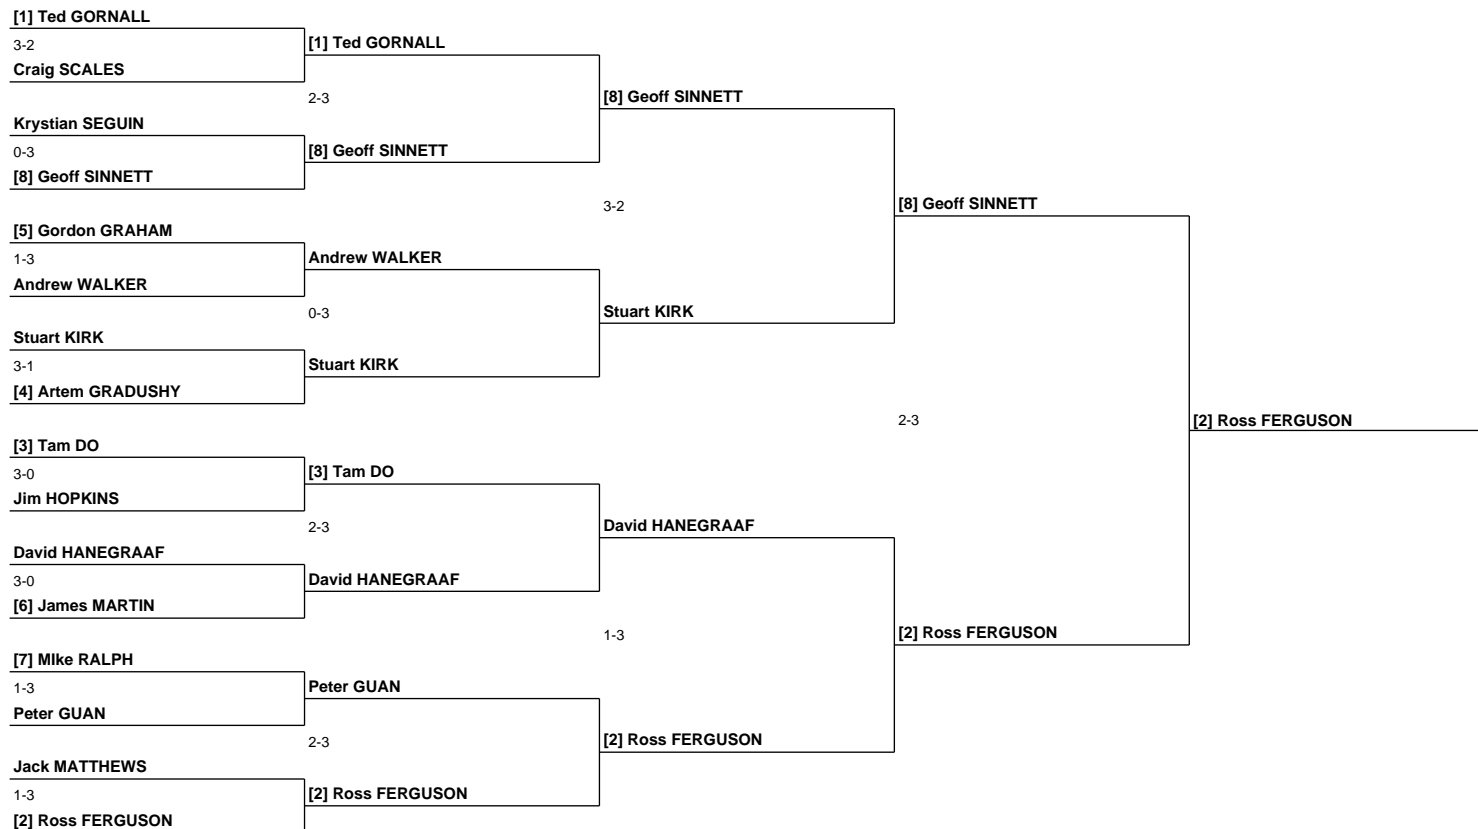 [1] Ted GORNALL
3-2
Craig SCALES
Krystian SEGUIN
0-3
[8] Geoff SINNETT
[5] Gordon GRAHAM
1-3
Andrew WALKER
Stuart KIRK
3-1
[4] Artem GRADUSHY
[3] Tam DO
3-0
Jim HOPKINS
David HANEGRAAF
3-0
[6] James MARTIN
[7] MIke RALPH
1-3
Peter GUAN
Jack MATTHEWS
1-3
[2] Ross FERGUSON
[1] Ted GORNALL
2-3
[8] Geoff SINNETT
Andrew WALKER
0-3
Stuart KIRK
[3] Tam DO
2-3
David HANEGRAAF
Peter GUAN
2-3
[2] Ross FERGUSON
[8] Geoff SINNETT
3-2
Stuart KIRK
David HANEGRAAF
1-3
[2] Ross FERGUSON
[8] Geoff SINNETT
2-3
[2] Ross FERGUSON
[2] Ross FERGUSON